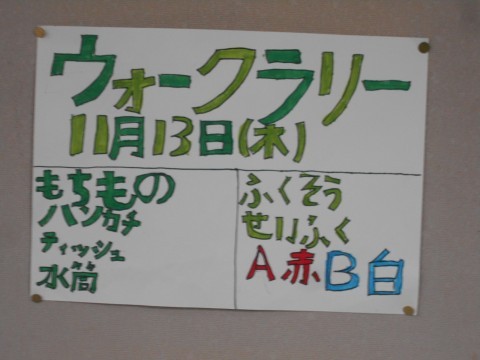 ウォークラリー
11月13日(木)
もちもの
ハンカチ
ティッシュ
水筒
ふくそう
せいふく
A赤B白